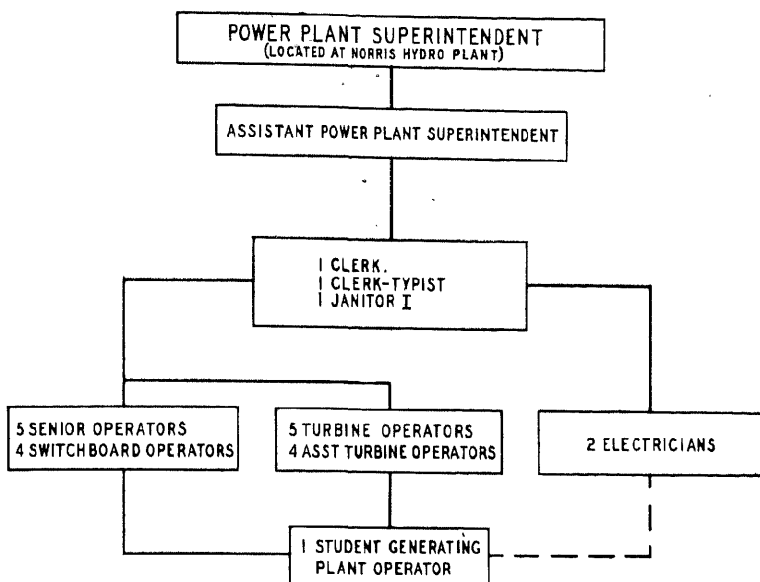 POWER PLANT SUPERINTENDENT
(LOCATED AT NORRIS HYDRO PLANT)
ASSISTANT POWER PLANT SUPERINTENDENT
1 CLERK.
1 CLERK-TYPIST
1 JANITOR I
5 SENIOR OPERATORS
4 SWITCHBOARD OPERATORS
5 TURBINE OPERATORS
4 ASST TURBINE OPERATORS
2 ELECTRICIANS
1 STUDENT GENERATING
PLANT OPERATOR